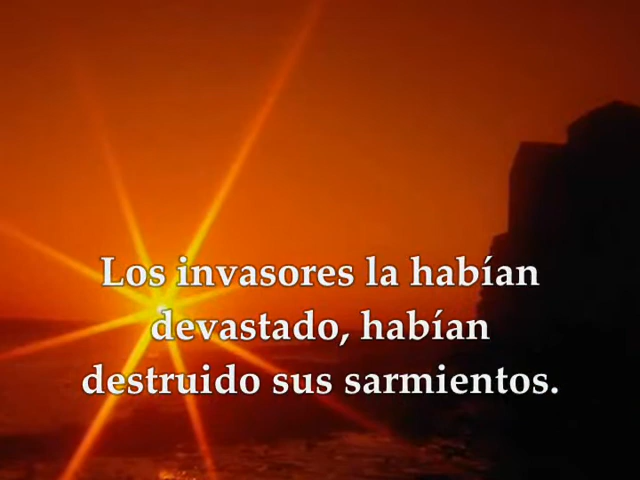 Los invasores la habían
devastado, habían
destruido sus sarmientos.